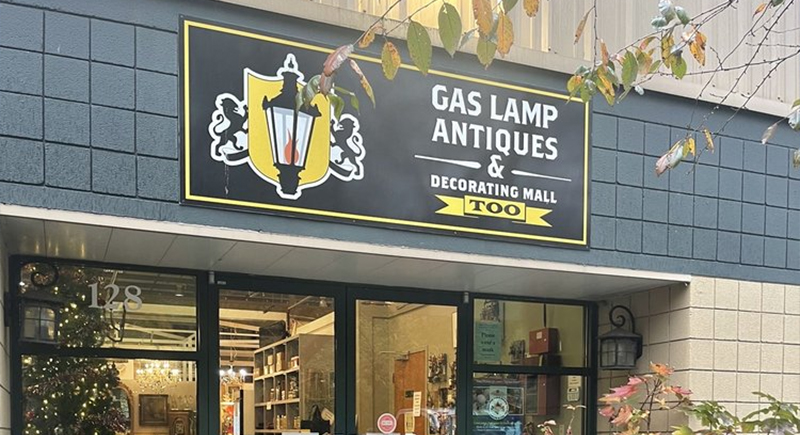 GAS LAMP
ANTIQUES
&
DECORATING MALL
TOO
128